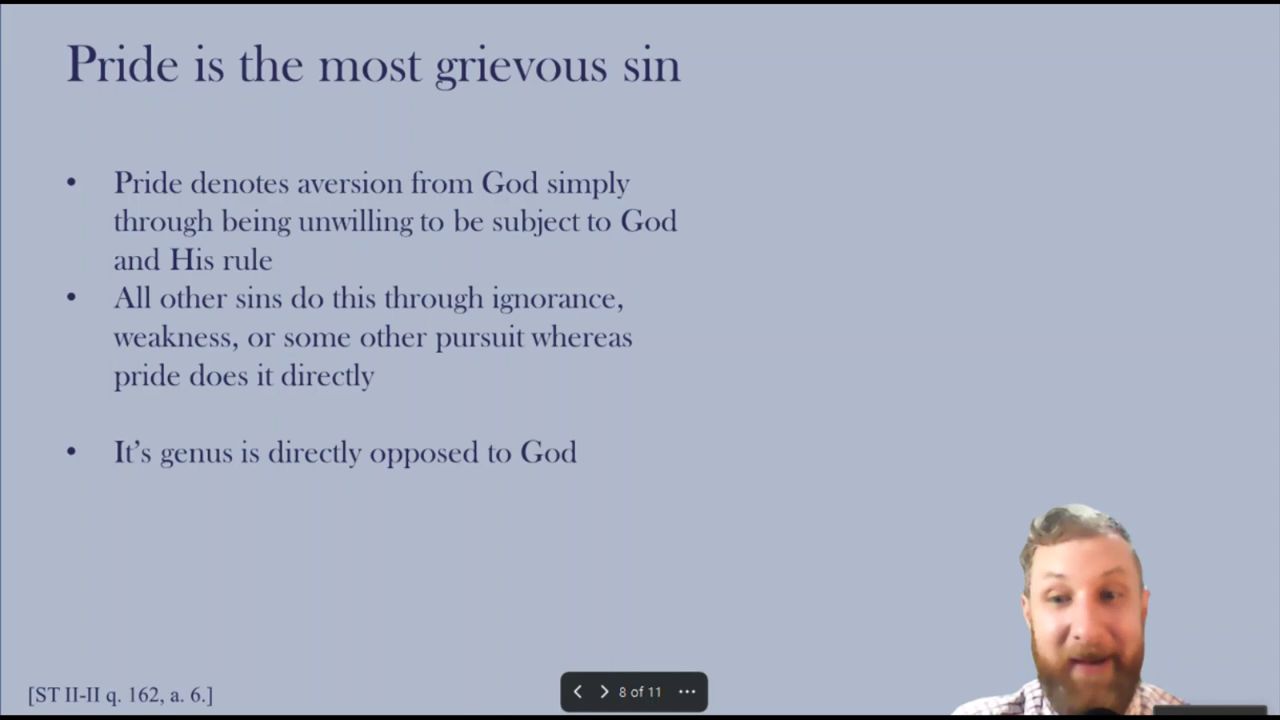 Pride is the most grievous sin
• Pride denotes aversion from God simply
through being unwilling to be subject to God
and His rule
• All other sins do this through ignorance,
weakness, or some other pursuit whereas
pride does it directly
• It’s genus is directly opposed to God
[ST II-II q. 162, a. 6.]
8 of 11